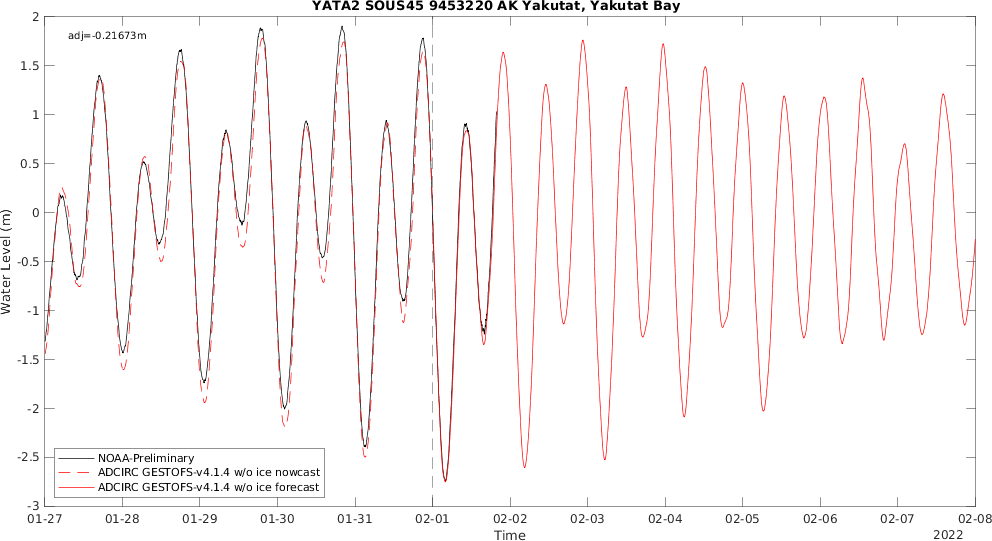 YATA2 SOUS45 9453220 AK Yakutat, Yakutat Bay
adj=-0.21673m
2
1.5
1
0.5
0
-0.5
-1
-1.5
-2
-2.5
-3
Water Level (m)
NOAA-Preliminary
ADCIRC GESTOFS-v4.1.4 w/o ice nowcast
ADCIRC GESTOFS-v4.1.4 w/o ice forecast
01-27 01-28 01-29 01-30 01-31 02-01 02-02 02-03 02-04 02-05 02-06 02-07 02-08
Time
2022